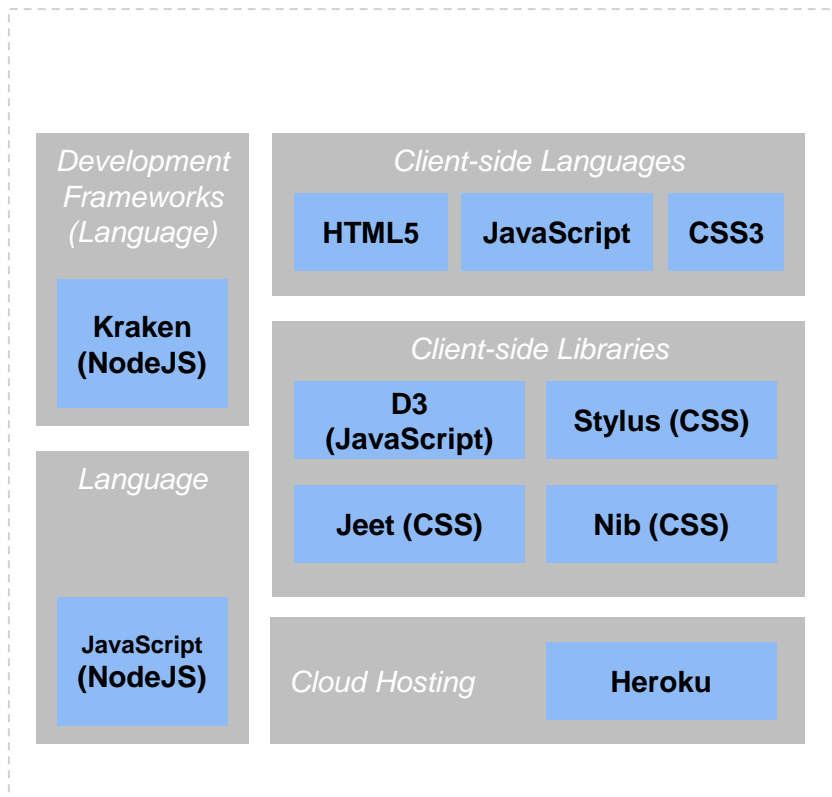 Development
Frameworks
(Language)
Kraken
(NodeJS)
Language
JavaScript
(NodeJS)
Client-side Languages
HTML5
JavaScript
CSS3
Client-side Libraries
D3
(JavaScript)
Stylus (CSS)
Jeet (CSS)
Nib (CSS)
Cloud Hosting
Heroku